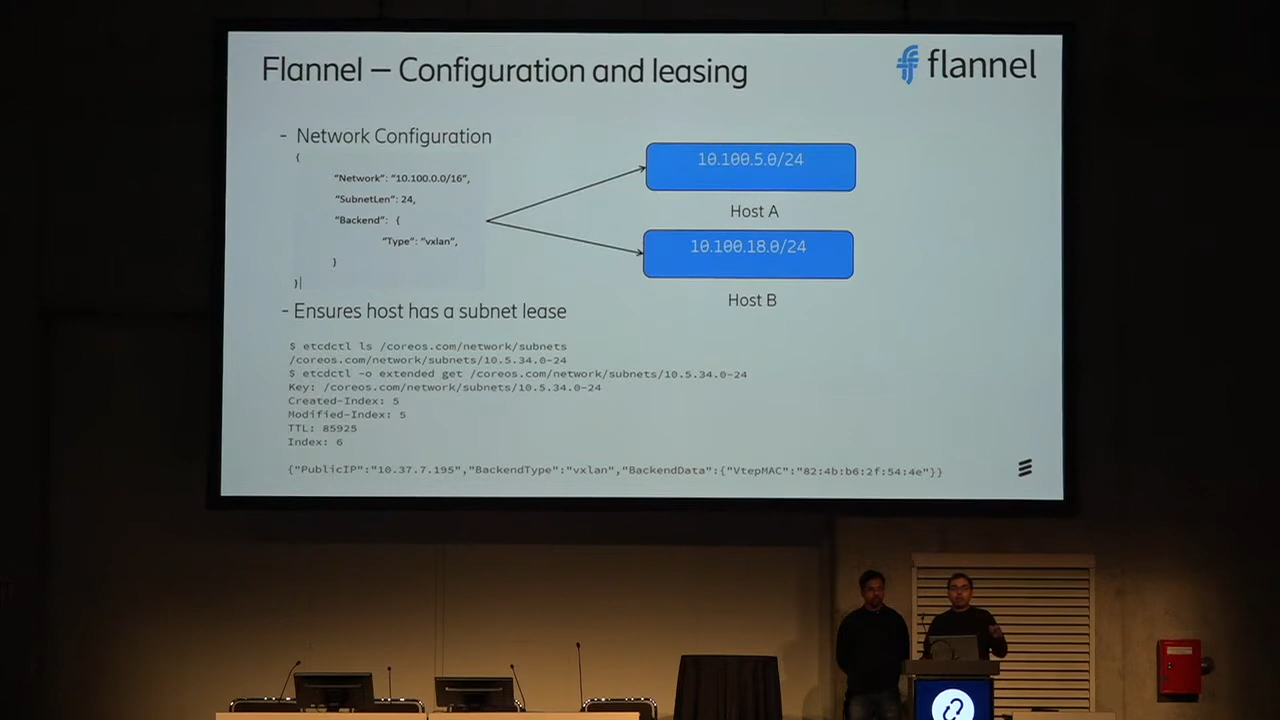 Flannel – Configuration and leasing
flannel
- Network Configuration
{
"Network": "10.100.0.0/16",
"SubnetLen": 24,
"Backend": {
"Type": "vxlan",
}
}
10.100.5.0/24
Host A
10.100.18.0/24
Host B
- Ensures host has a subnet lease
$ etcdctl ls /coreos.com/network/subnets
/coreos.com/network/subnets/10.5.34.0-24
$ etcdctl -o extended get /coreos.com/network/subnets/10.5.34.0-24
Key: /coreos.com/network/subnets/10.5.34.0-24
Created-Index: 5
Modified-Index: 5
TTL: 85925
Index: 6
{"PublicIP":"10.37.7.195","BackendType":"vxlan","BackendData":{"VtepMAC":"82:4b:b6:2f:54:4e"}}